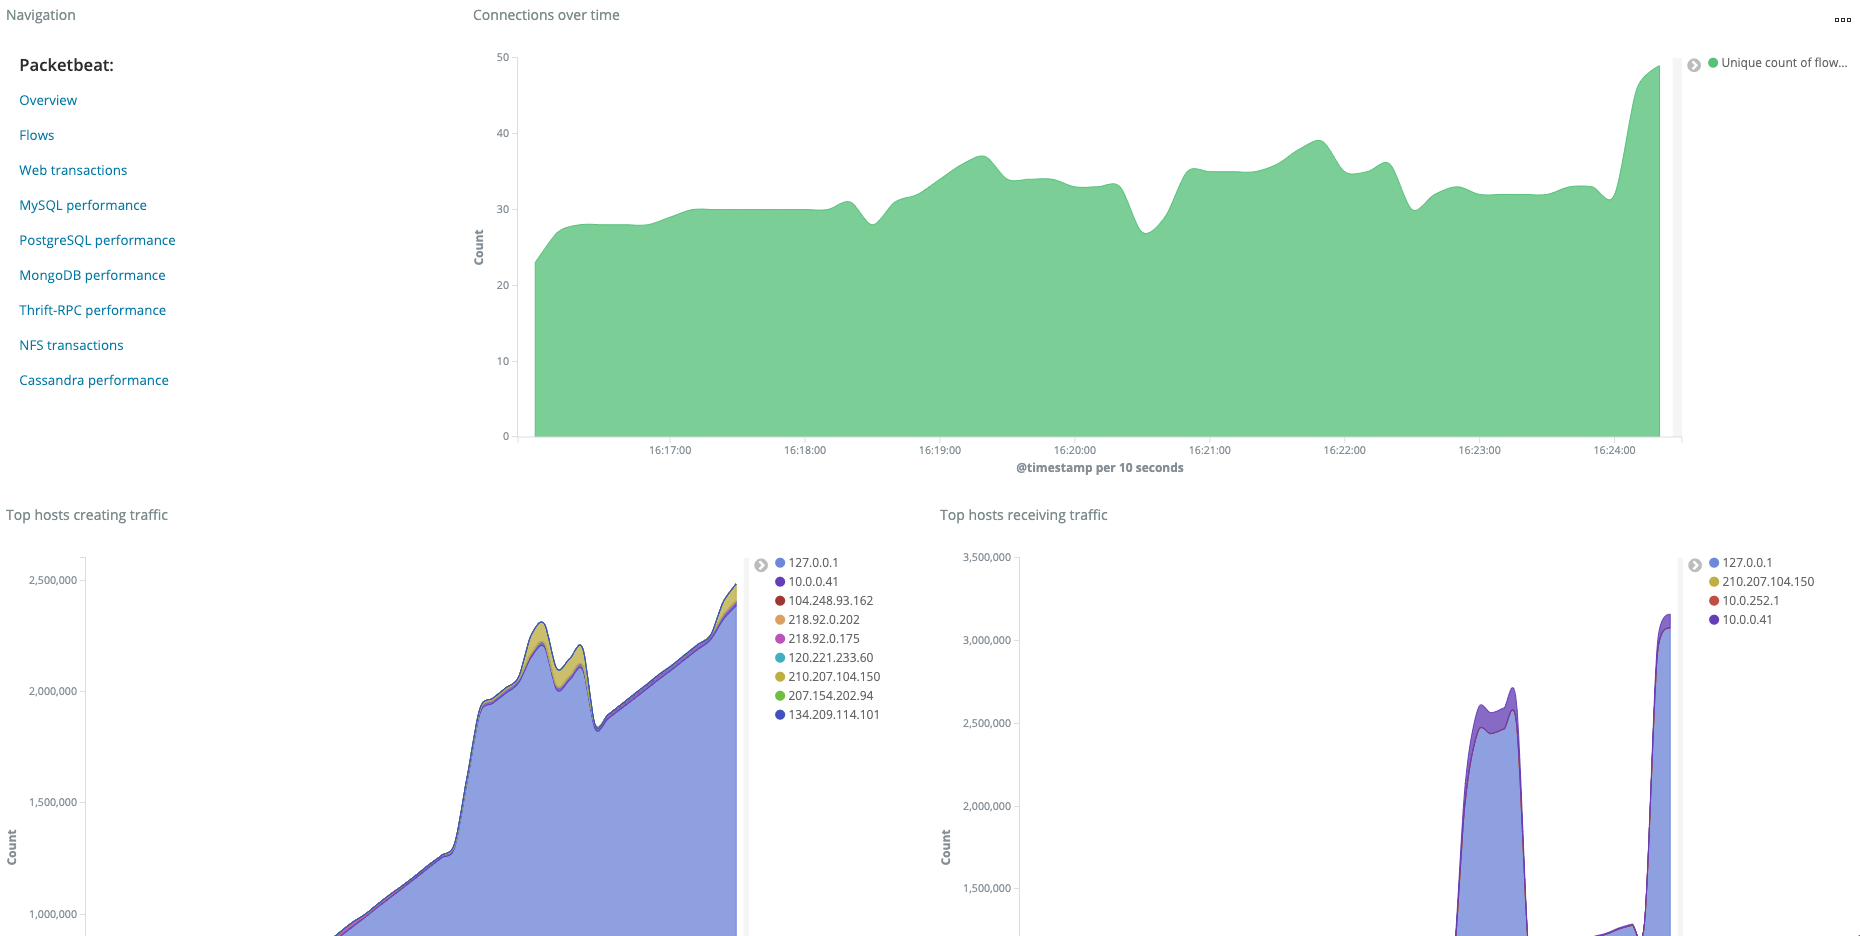 Navigation
Packetbeat:
Overview
Flows
Web transactions
MySQL performance
PostgreSQL performance
MongoDB performance
Thrift-RPC performance
NFS transactions
Cassandra performance
Connections over time
50
40
30
20
10
0
Count
16:17:00 16:18:00 16:19:00 16:20:00 16:21:00 16:22:00 16:23:00 16:24:00
@timestamp per 10 seconds
Unique count of flow...
Top hosts creating traffic
2,500,000
2,000,000
1,500,000
1,000,000
Count
127.0.0.1
10.0.0.41
104.248.93.162
218.92.0.202
218.92.0.175
120.221.233.60
210.207.104.150
207.154.202.94
134.209.114.101
Top hosts receiving traffic
3,500,000
3,000,000
2,500,000
2,000,000
1,500,000
Count
127.0.0.1
210.207.104.150
10.0.252.1
10.0.0.41